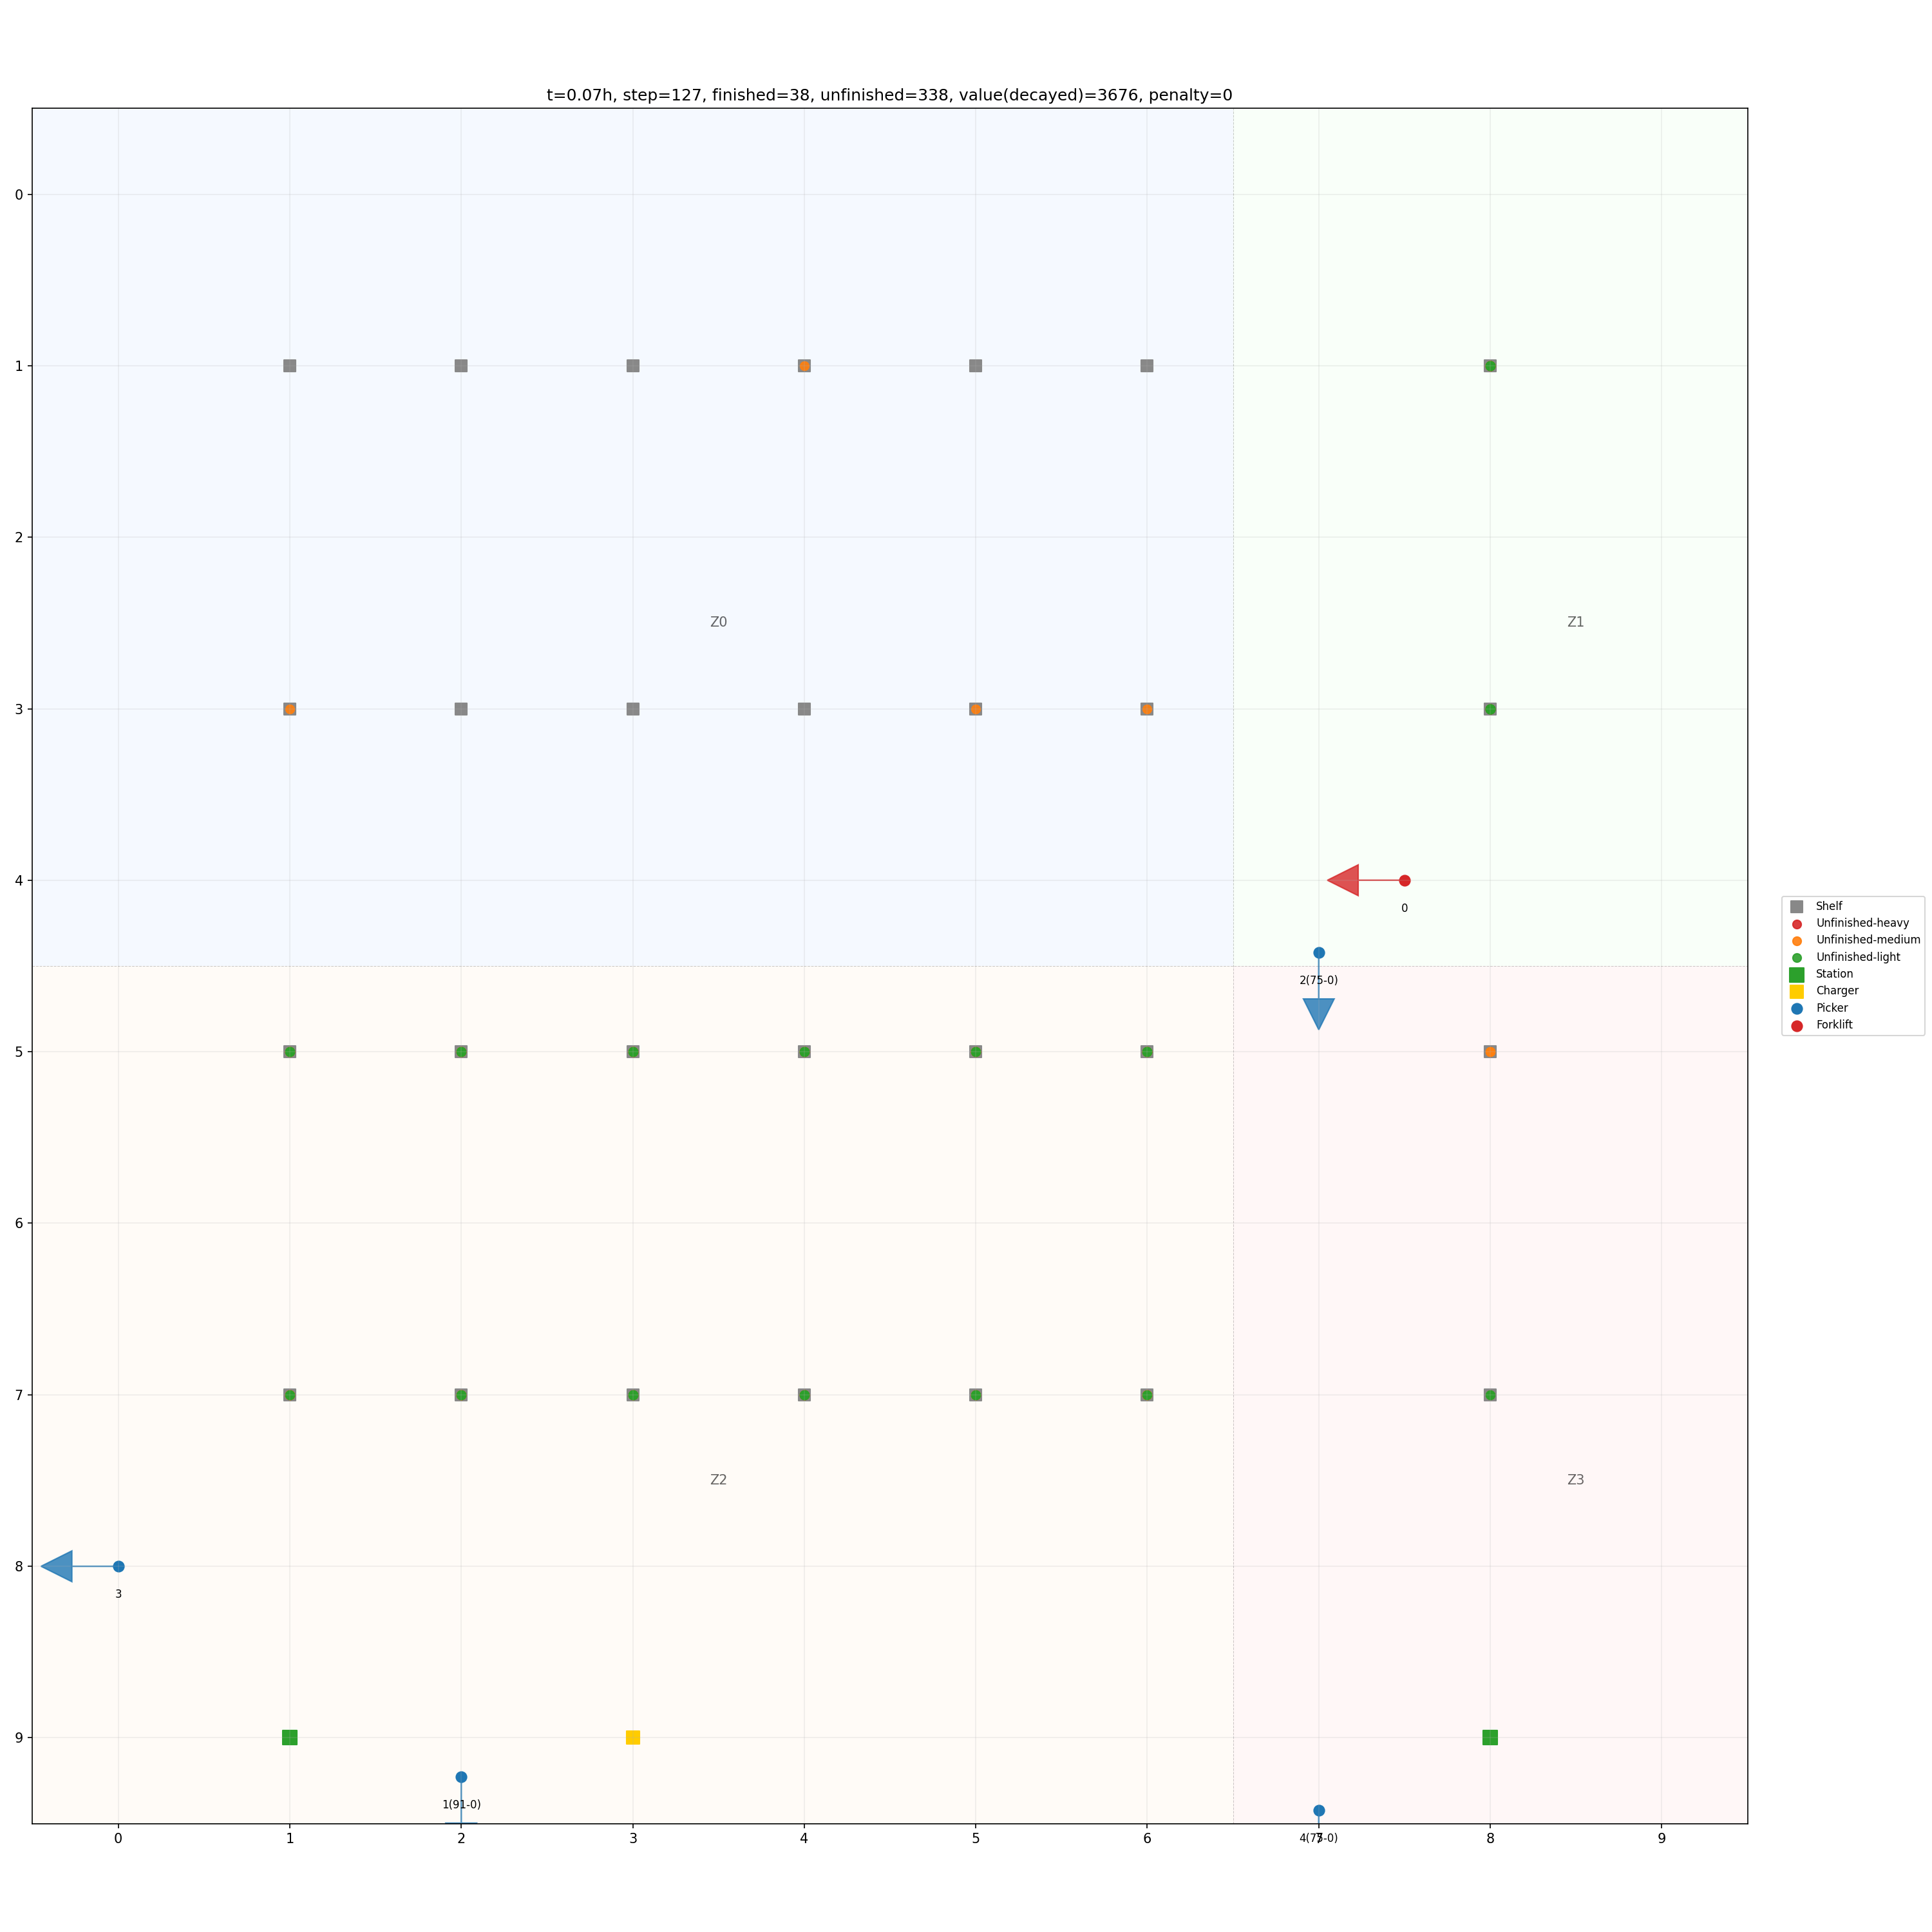 t=0.07h, step=127, finished=38, unfinished=338, value(decayed)=3676, penalty=0
0
1
2
Z0
Z1
3
4
0
Shelf
Unfinished-heavy
Unfinished-medium
Unfinished-light
Station
Charger
Picker
Forklift
2(75-0)
5
6
7
Z2
Z3
8
3
9
1(91-0)
0
1
2
3
4
5
6
7
8
9